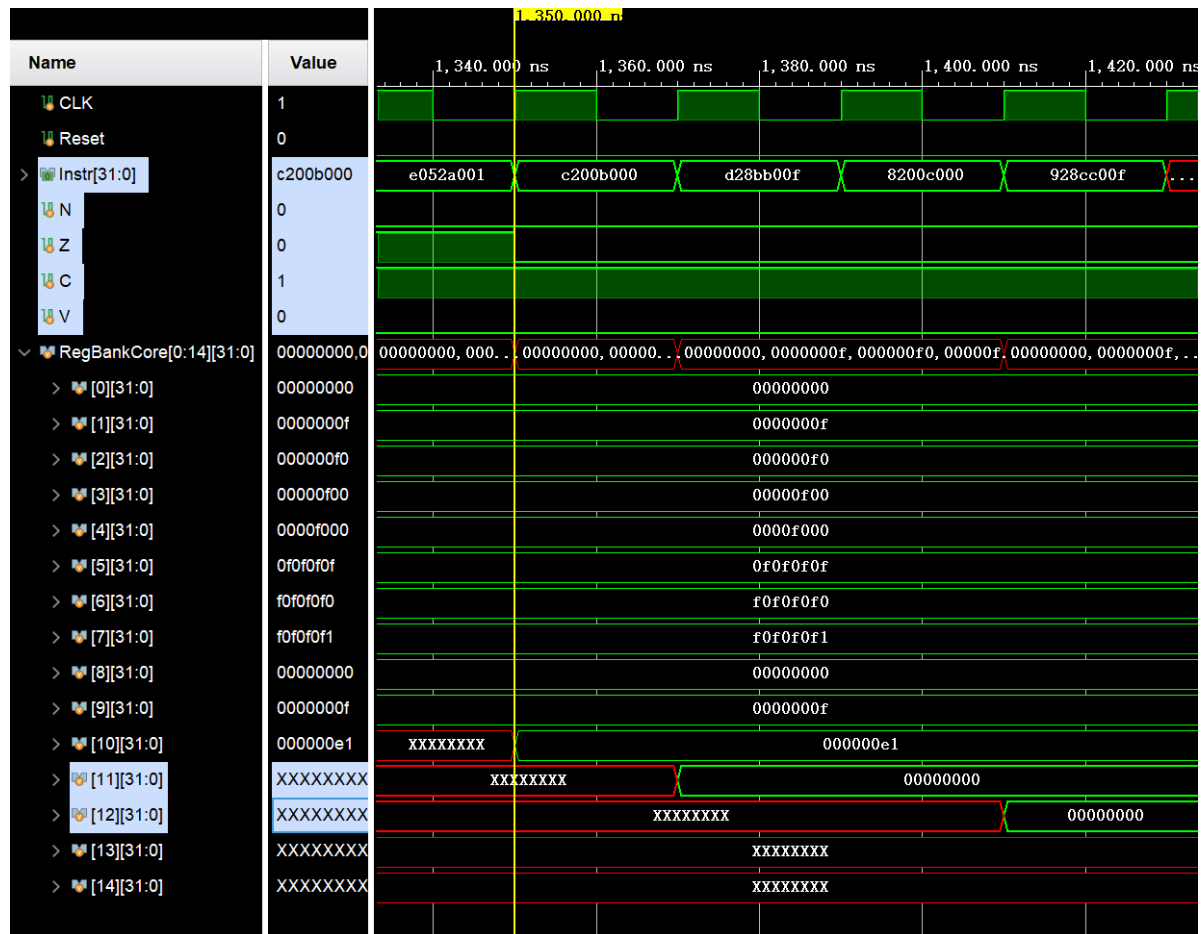 1,350.000 n
Name Value 1,340.000 ns 1,360.000 ns 1,380.000 ns 1,400.000 ns 1,420.000 ns
CLK 1
Reset 0
Instr[31:0] c200b000 e052a001 c200b000 d28bb00f 8200c000 928cc00f ...
N 0
Z 0
C 1
V 0
RegBankCore[0:14][31:0] 00000000,0 00000000,000... 00000000,00000... 00000000,0000000f,000000f0,00000f 00000000,0000000f,..
[0][31:0] 00000000 00000000
[1][31:0] 0000000f 0000000f
[2][31:0] 000000f0 000000f0
[3][31:0] 00000f00 00000f00
[4][31:0] 0000f000 0000f000
[5][31:0] 0f0f0f0f 0f0f0f0f
[6][31:0] f0f0f0f0 f0f0f0f0
[7][31:0] f0f0f0f1 f0f0f0f1
[8][31:0] 00000000 00000000
[9][31:0] 0000000f 0000000f
[10][31:0] 000000e1 XXXXXXXX 000000e1
[11][31:0] XXXXXXXX XXXXXXXX 00000000
[12][31:0] XXXXXXXX XXXXXXXX 00000000
[13][31:0] XXXXXXXX XXXXXXXX
[14][31:0] XXXXXXXX XXXXXXXX